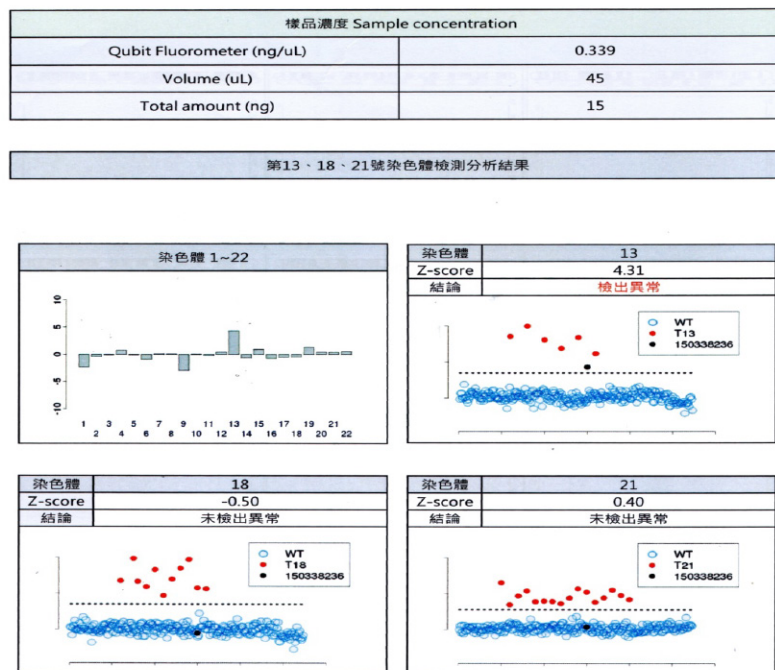 樣品濃度 Sample concentration
Qubit Fluorometer (ng/uL) 0.339
Volume (uL) 45
Total amount (ng) 15
第13、18、21號染色體檢測分析結果
染色體 1~22
10
5
0
-5
-10
1 3 5 7 9 11 13 15 17 19 21
2 4 6 8 10 12 14 16 18 20 22
染色體 13
Z-score 4.31
結論 檢出異常
WT
T13
150338236
染色體 18
Z-score -0.50
結論 未檢出異常
WT
T18
150338236
染色體 21
Z-score 0.40
結論 未檢出異常
WT
T21
150338236